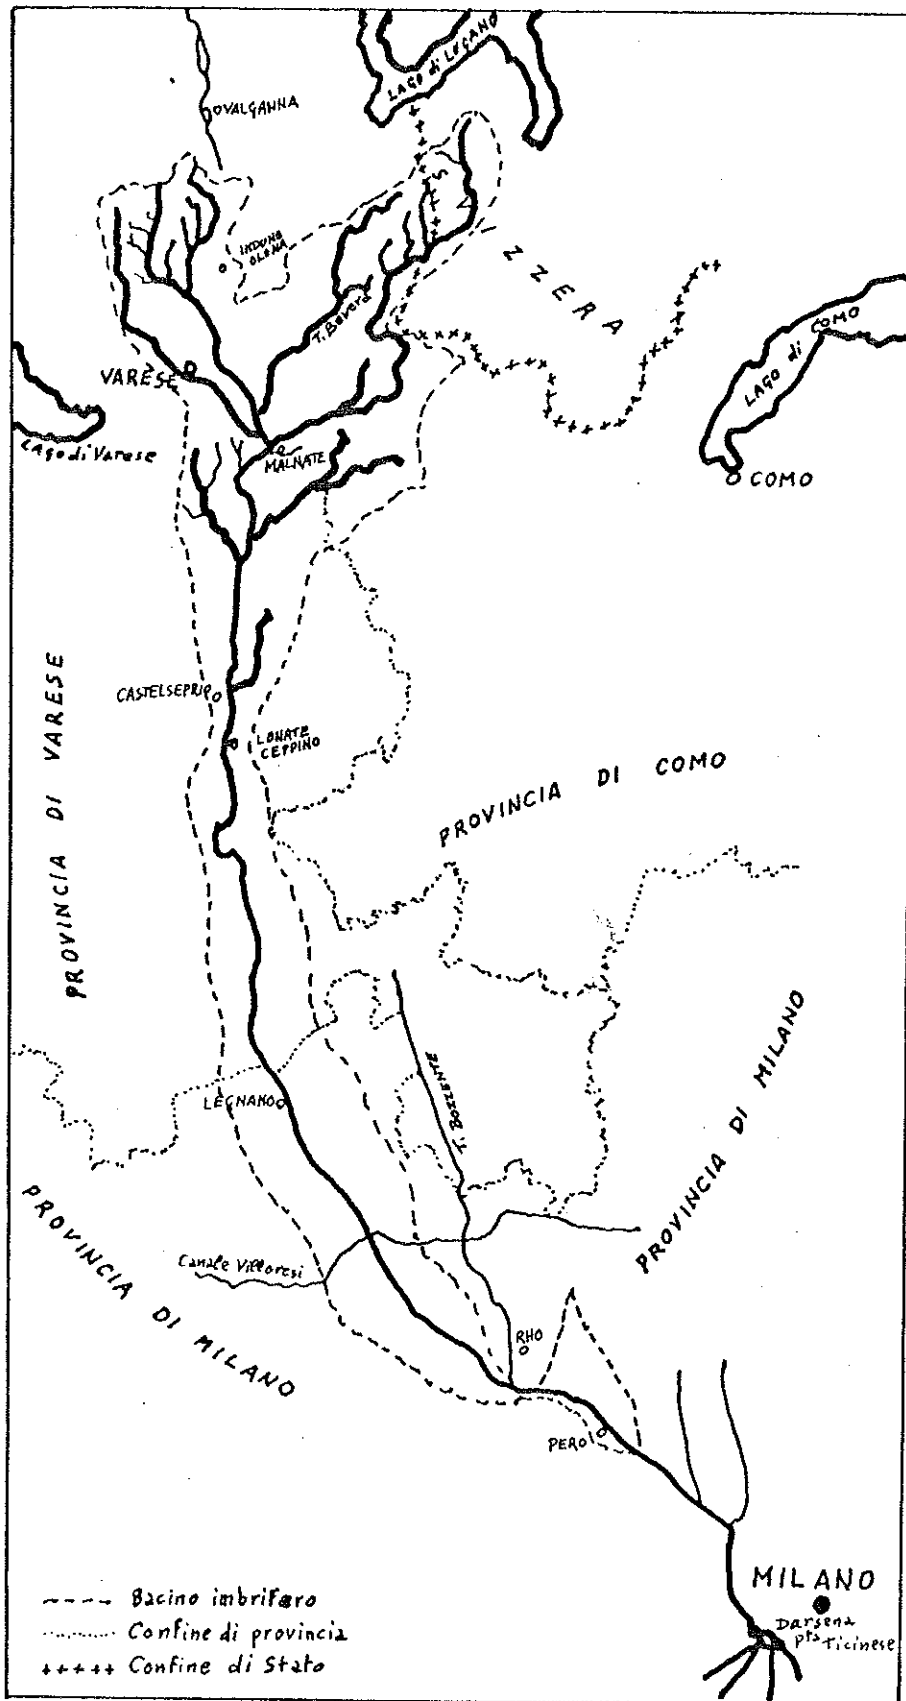 LAGO di LUGANO
VALGANNA
INDUNO
OLONA
SVIZZERA
T. Bevera
LAGO di COMO
VARESE
Lago di Varese
MALNATE
COMO
CASTELSEPRIO
LONATE
CEPPINO
PROVINCIA DI VARESE
PROVINCIA DI COMO
PROVINCIA DI MILANO
T. BOZZENTE
LEGNANO
PROVINCIA DI MILANO
Canale Villoresi
RHO
PERO
MILANO
Darsena
pta Ticinese
Bacino imbrifero
Confine di provincia
Confine di Stato